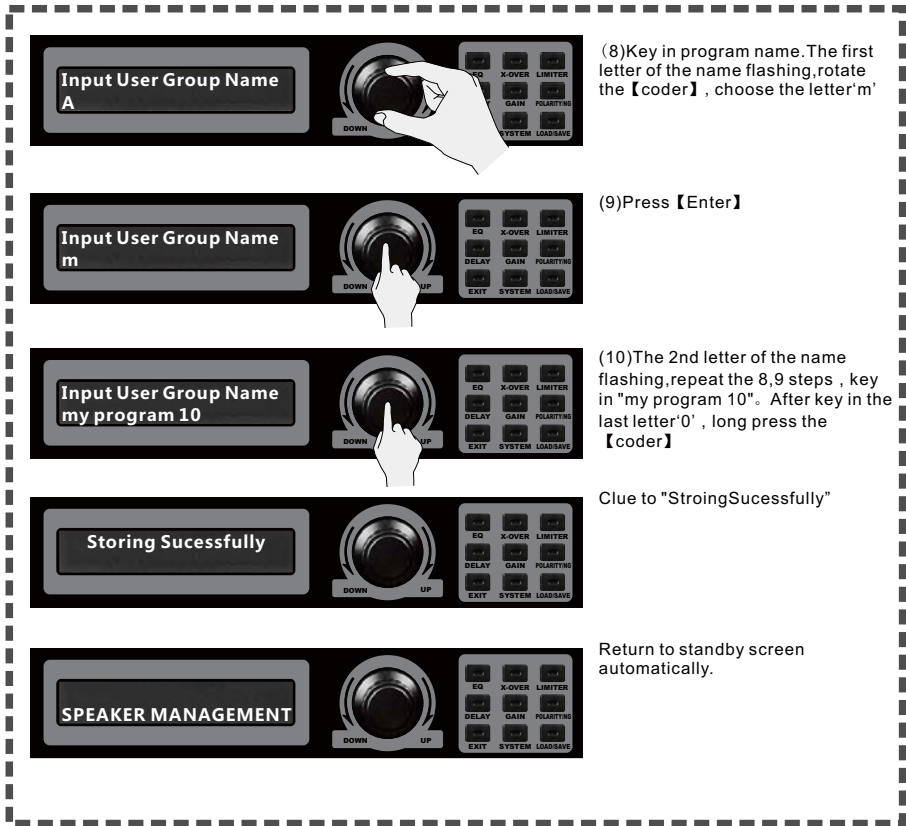 Input User Group Name
A
DOWN
EQ X-OVER LIMITER
GAIN POLARITY/NG
SYSTEM LOAD/SAVE
(8)Key in program name.The first
letter of the name flashing,rotate
the【coder】, choose the letter‘m’
Input User Group Name
m
DOWN UP
EQ X-OVER LIMITER
DELAY GAIN POLARITY/NG
EXIT SYSTEM LOAD/SAVE
(9)Press【Enter】
Input User Group Name
my program 10
DOWN UP
EQ X-OVER LIMITER
DELAY GAIN POLARITY/NG
EXIT SYSTEM LOAD/SAVE
(10)The 2nd letter of the name
flashing,repeat the 8,9 steps , key
in "my program 10"。After key in the
last letter‘0’ , long press the
【coder】
Storing Sucessfully
DOWN UP
EQ X-OVER LIMITER
DELAY GAIN POLARITY/NG
EXIT SYSTEM LOAD/SAVE
Clue to "StroingSucessfully”
SPEAKER MANAGEMENT
DOWN UP
EQ X-OVER LIMITER
DELAY GAIN POLARITY/NG
EXIT SYSTEM LOAD/SAVE
Return to standby screen
automatically.